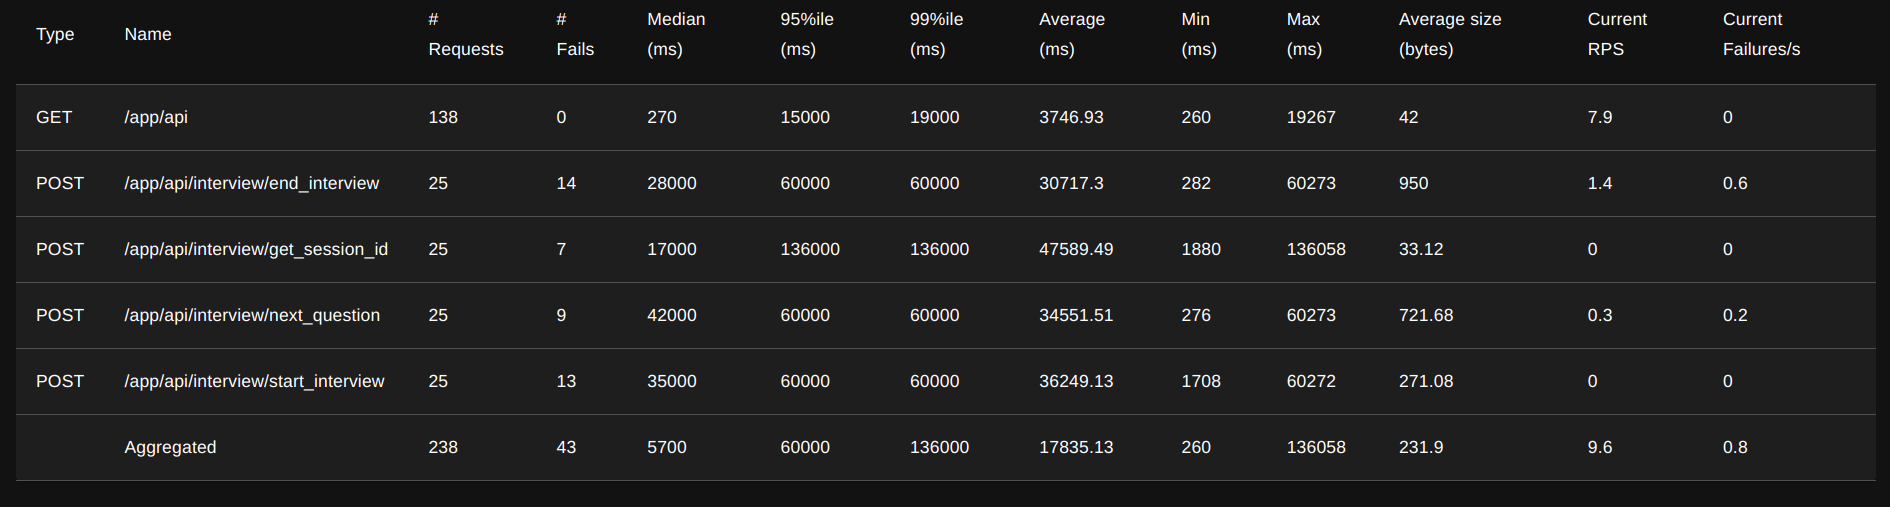 Type Name # Requests # Fails Median (ms) 95%ile (ms) 99%ile (ms) Average (ms) Min (ms) Max (ms) Average size (bytes) Current RPS Current Failures/s
GET /app/api 138 0 270 15000 19000 3746.93 260 19267 42 7.9 0
POST /app/api/interview/end_interview 25 14 28000 60000 60000 30717.3 282 60273 950 1.4 0.6
POST /app/api/interview/get_session_id 25 7 17000 136000 136000 47589.49 1880 136058 33.12 0 0
POST /app/api/interview/next_question 25 9 42000 60000 60000 34551.51 276 60273 721.68 0.3 0.2
POST /app/api/interview/start_interview 25 13 35000 60000 60000 36249.13 1708 60272 271.08 0 0
Aggregated 238 43 5700 60000 136000 17835.13 260 136058 231.9 9.6 0.8